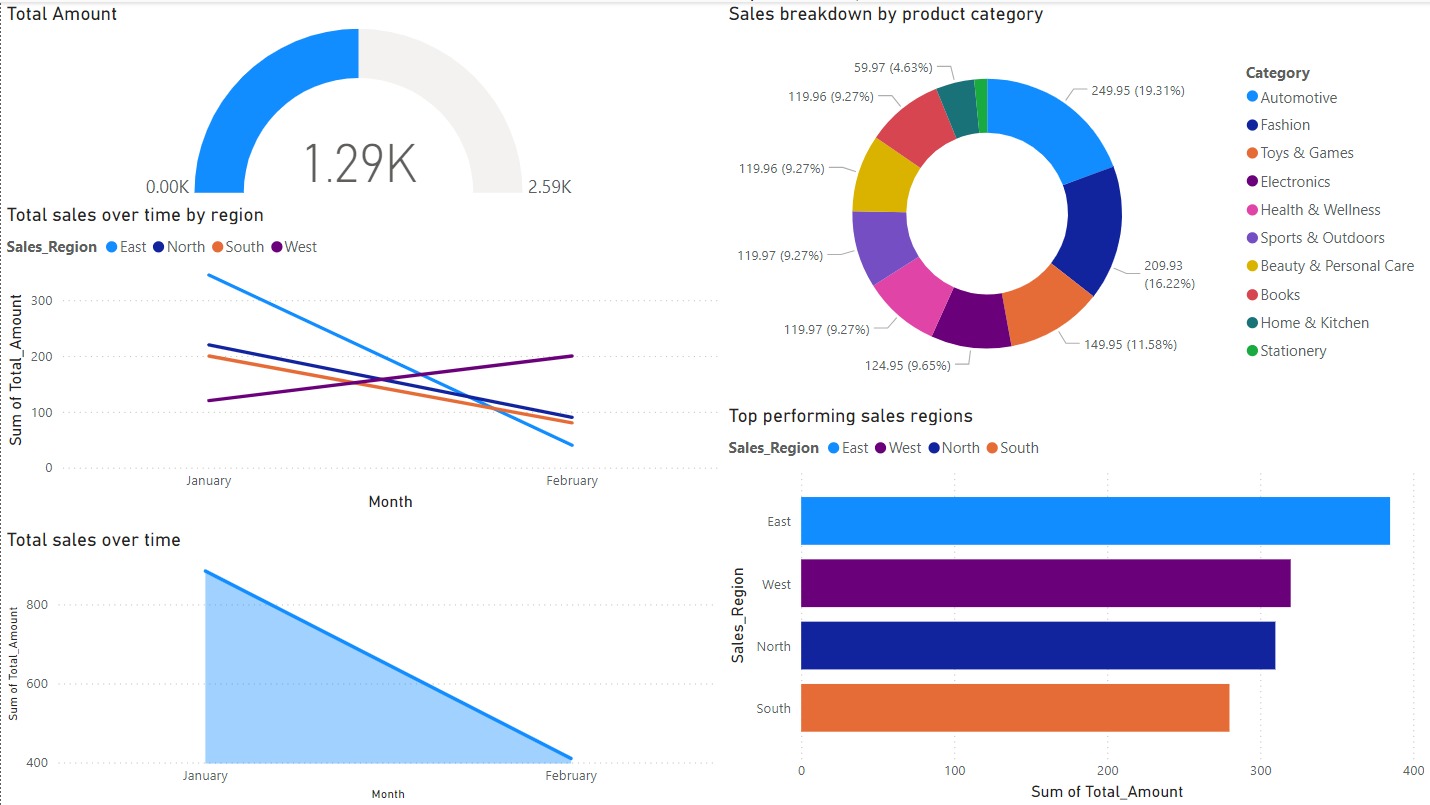 Total Amount
1.29K
0.00K
2.59K
Total sales over time by region
Sales_Region East North South West
Sum of Total_Amount
300
200
100
0
January February
Month
Total sales over time
Sum of Total_Amount
800
600
400
January February
Month
Sales breakdown by product category
59.97 (4.63%)
249.95 (19.31%)
119.96 (9.27%)
119.96 (9.27%)
119.97 (9.27%)
209.93
(16.22%)
119.97 (9.27%)
149.95 (11.58%)
124.95 (9.65%)
Category
Automotive
Fashion
Toys & Games
Electronics
Health & Wellness
Sports & Outdoors
Beauty & Personal Care
Books
Home & Kitchen
Stationery
Top performing sales regions
Sales_Region East West North South
Sales_Region
East
West
North
South
0 100 200 300 400
Sum of Total_Amount